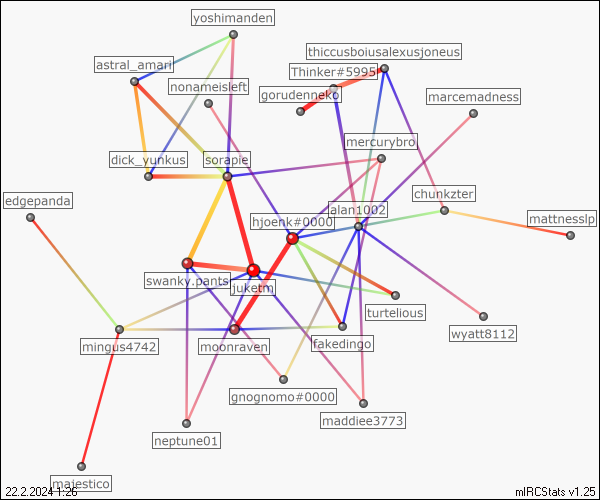 yoshimanden
thiccusboiusalexusjoneus
astral_amari
Thinker#5995
nonameisleft
gorudenneko
marcemadness
mercurybro
dick_yunkus
sorapie
chunkzter
edgepanda
alan1002
hjoenk#0000
mattnesslp
swanky.pants
juketn
turtelious
wyatt8112
mingus4742
moonraven
fakedingo
gnognomo#0000
maddiee3773
neptune01
majestico
22.2.2024 1:26
mIRCStats v1.25